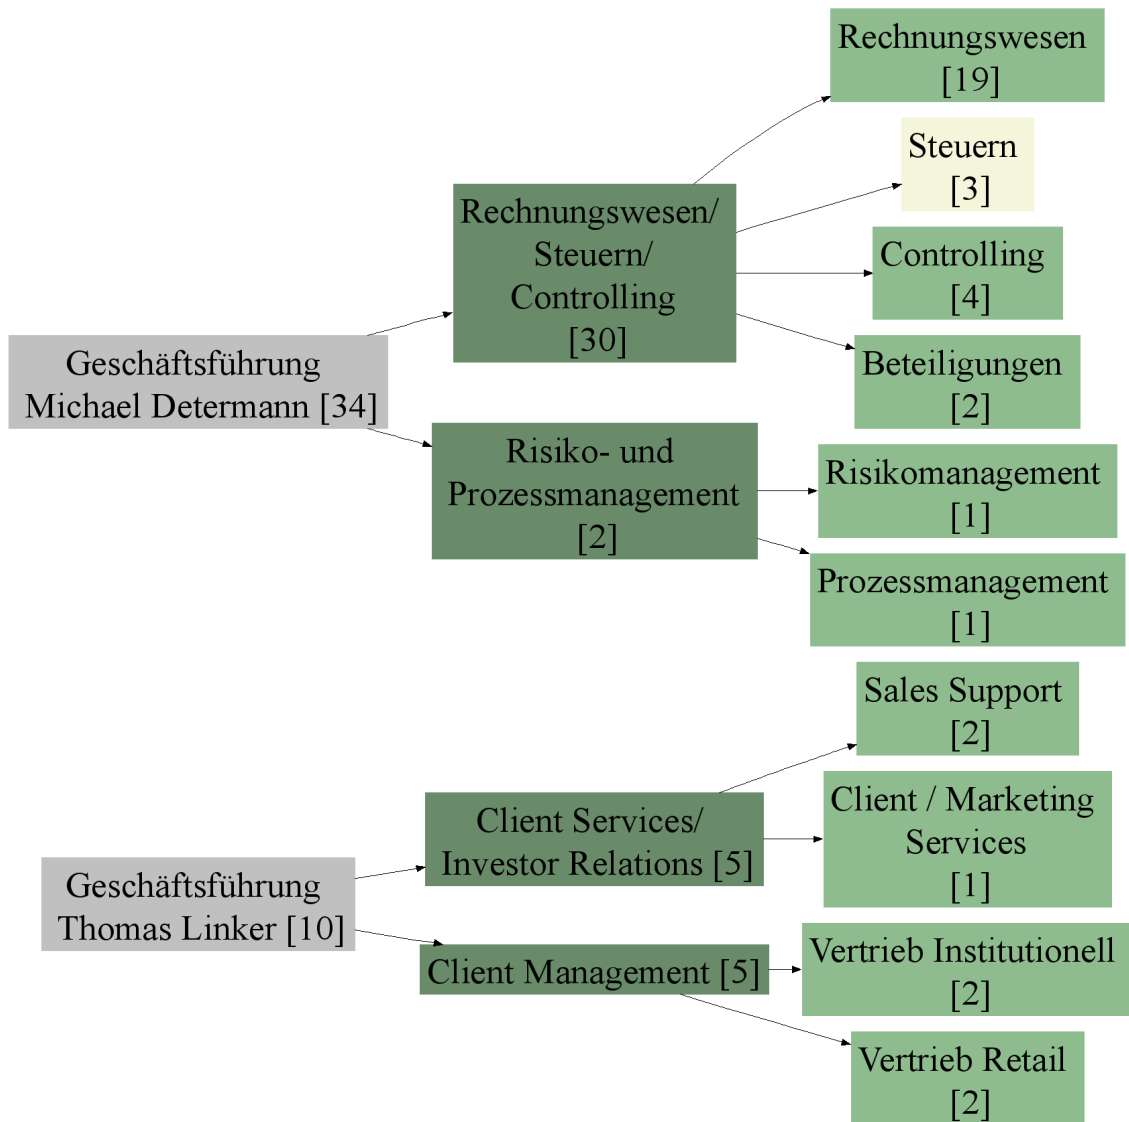 Geschäftsführung
Michael Determann [34]
Rechnungswesen/
Steuern/
Controlling
[30]
Rechnungswesen
[19]
Steuern
[3]
Controlling
[4]
Beteiligungen
[2]
Risiko- und
Prozessmanagement
[2]
Risikomanagement
[1]
Prozessmanagement
[1]
Geschäftsführung
Thomas Linker [10]
Client Services/
Investor Relations [5]
Sales Support
[2]
Client / Marketing
Services
[1]
Client Management [5]
Vertrieb Institutionell
[2]
Vertrieb Retail
[2]